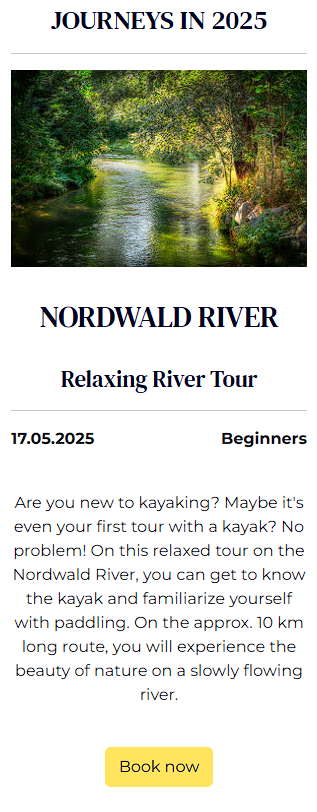 JOURNEYS IN 2025
NORDWALD RIVER
Relaxing River Tour
17.05.2025 Beginners
Are you new to kayaking? Maybe it's
even your first tour with a kayak? No
problem! On this relaxed tour on the
Nordwald River, you can get to know
the kayak and familiarize yourself
with paddling. On the approx. 10 km
long route, you will experience the
beauty of nature on a slowly flowing
river.
Book now